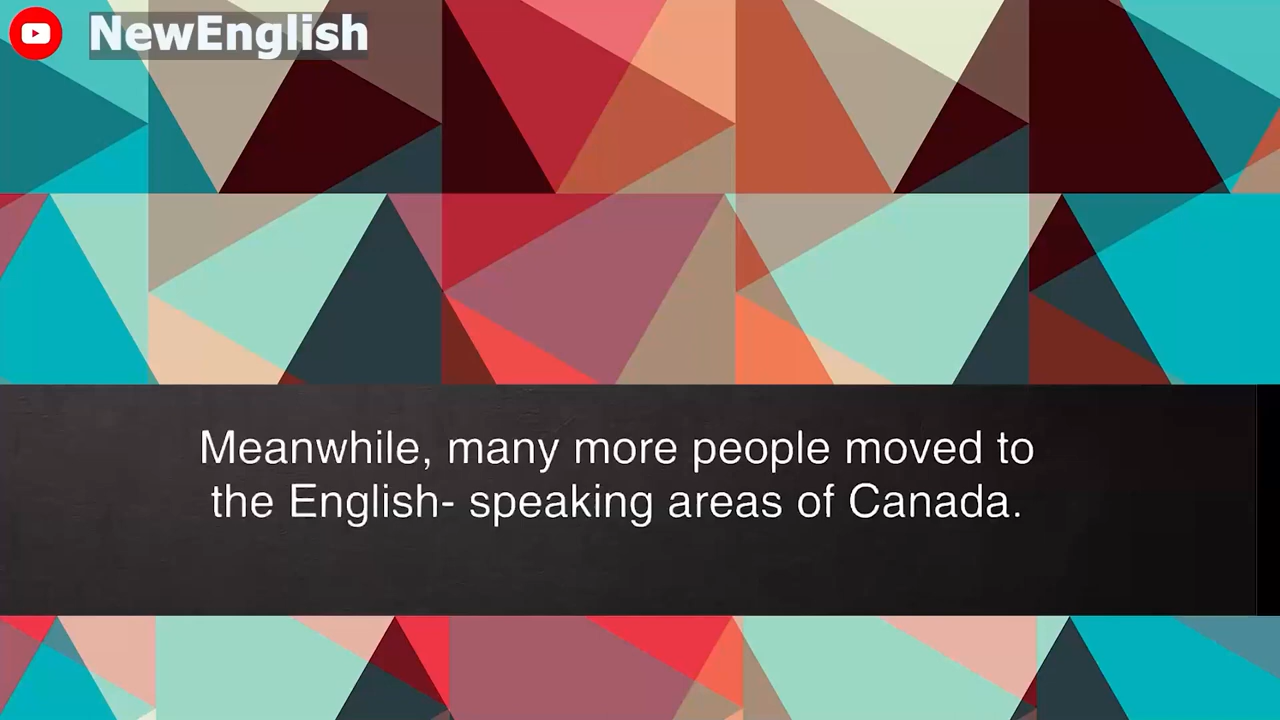 NewEnglish
Meanwhile, many more people moved to
the English- speaking areas of Canada.